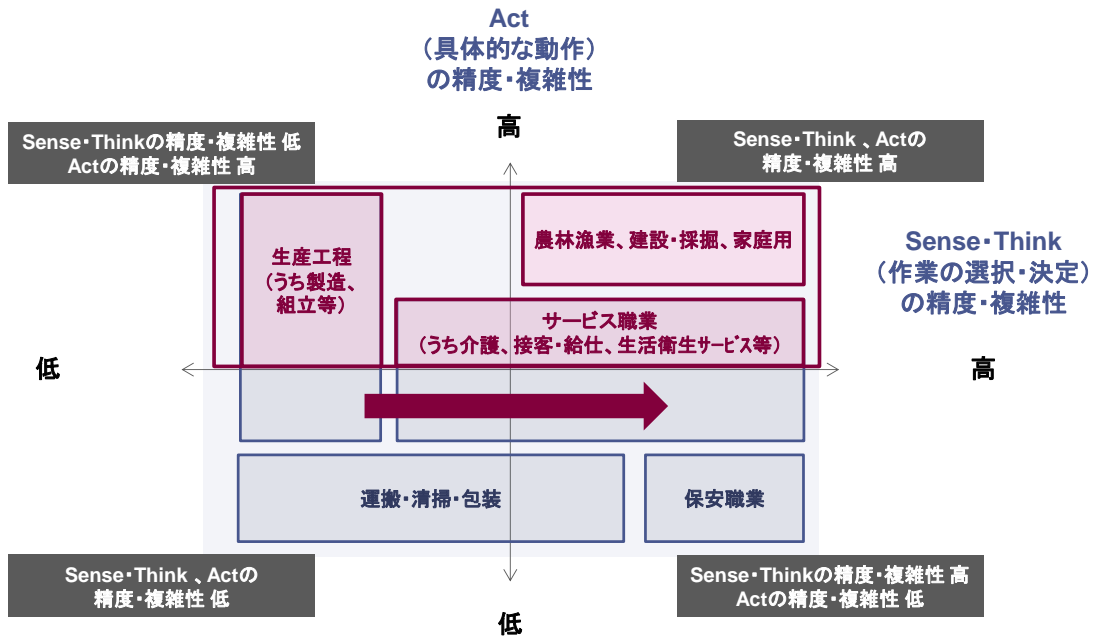 Act
（具体的な動作）
の精度・複雑性
高
Sense・Thinkの精度・複雑性 低
Actの精度・複雑性 高
Sense・Think 、Actの
精度・複雑性 高
農林漁業、建設・採掘、家庭用
生産工程
（うち製造、
組立等）
Sense・Think
（作業の選択・決定）
の精度・複雑性
サービス職業
（うち介護、接客・給仕、生活衛生ｻｰﾋﾞｽ等）
低
高
運搬・清掃・包装
保安職業
Sense・Think 、Actの
精度・複雑性 低
Sense・Thinkの精度・複雑性 高
Actの精度・複雑性 低
低